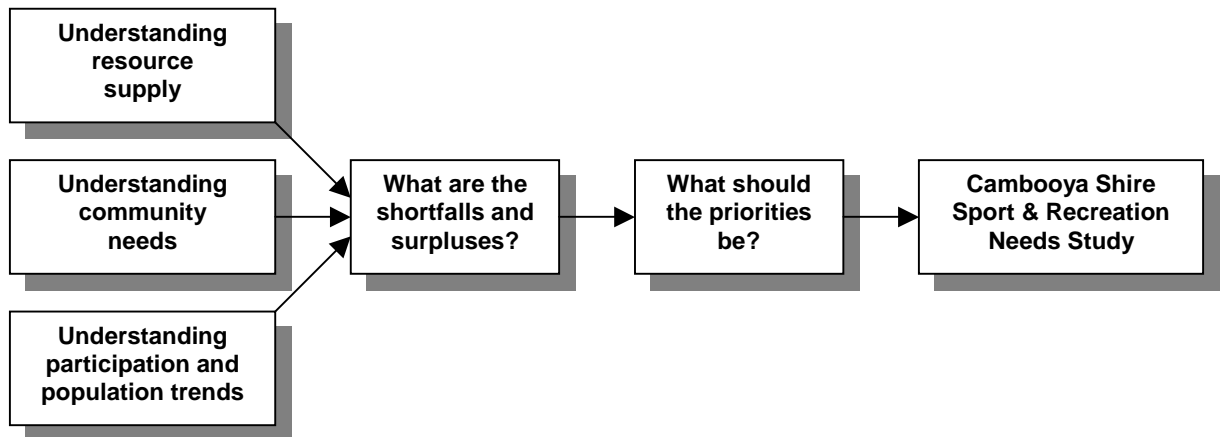 Understanding
resource
supply
Understanding
community
needs
Understanding
participation and
population trends
What are the
shortfalls and
surpluses?
What should
the priorities
be?
Cambooya Shire
Sport & Recreation
Needs Study